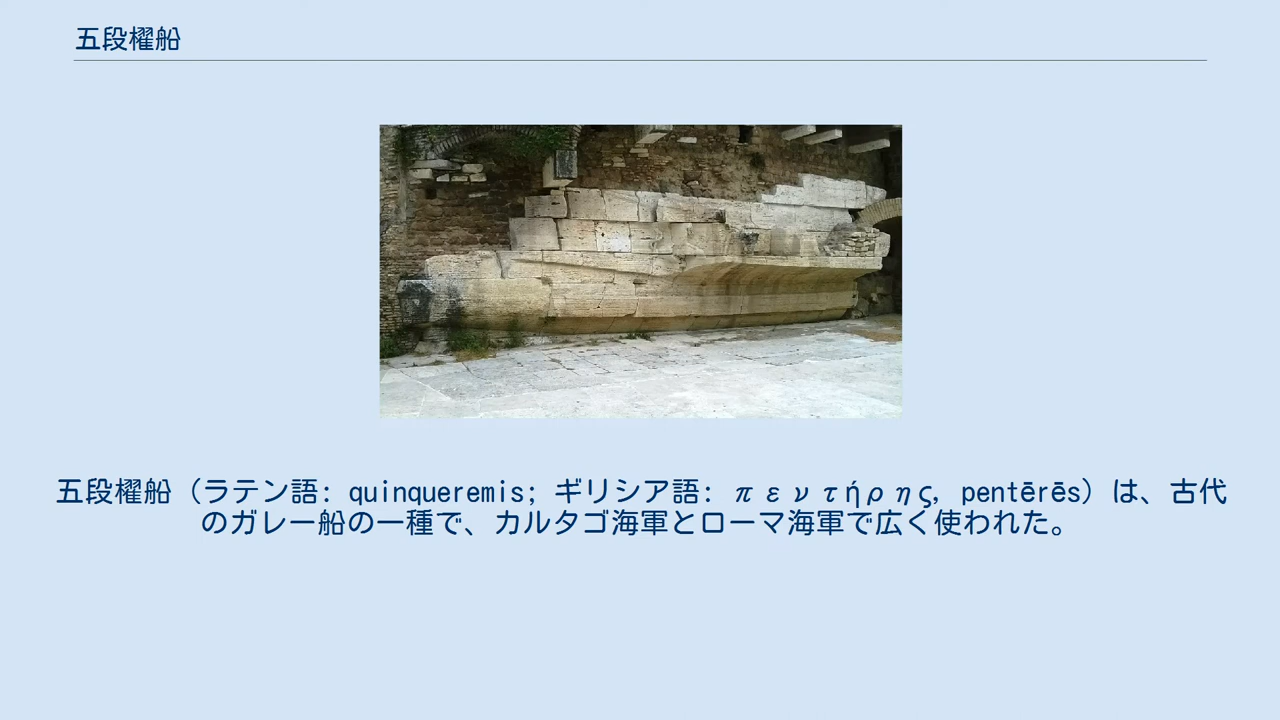 五段櫂船
五段櫂船（ラテン語: quinqueremis; ギリシア語: πεντήρης, pentērēs）は、古代
のガレー船の一種で、カルタゴ海軍とローマ海軍で広く使われた。